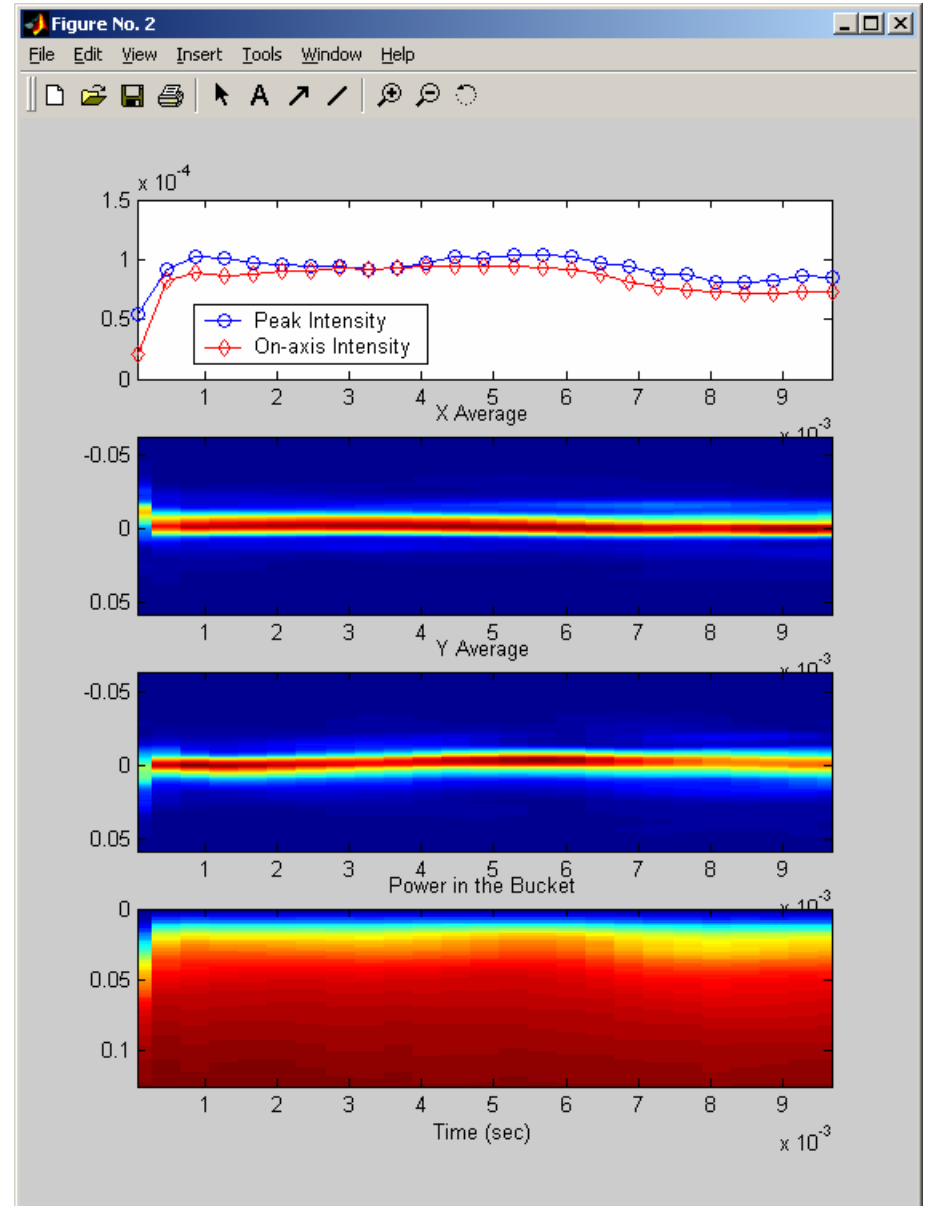 Figure No. 2
File Edit View Insert Tools Window Help
A
x 10^-4
1.5
1
0.5
0
Peak Intensity
On-axis Intensity
1 2 3 4 5 6 7 8 9
X Average
x 10^-3
-0.05
0
0.05
1 2 3 4 5 6 7 8 9
Y Average
x 10^-3
-0.05
0
0.05
1 2 3 4 5 6 7 8 9
Power in the Bucket
x 10^-3
0
0.05
0.1
1 2 3 4 5 6 7 8 9
Time (sec)
x 10^-3